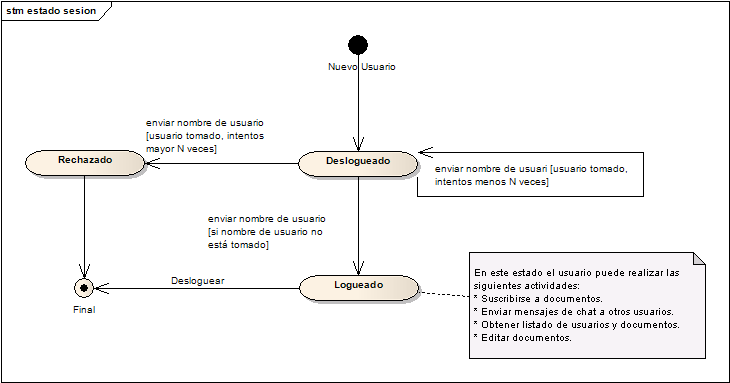 stm estado sesion
Nuevo Usuario
enviar nombre de usuario
[usuario tomado, intentos
mayor N veces]
Rechazado
Deslogueado
enviar nombre de usuari [usuario tomado,
intentos menos N veces]
enviar nombre de usuario
[si nombre de usuario no
está tomado]
Desloguear
Logueado
Final
En este estado el usuario puede realizar las
siguientes actividades:
* Suscribirse a documentos.
* Enviar mensajes de chat a otros usuarios.
* Obtener listado de usuarios y documentos.
* Editar documentos.